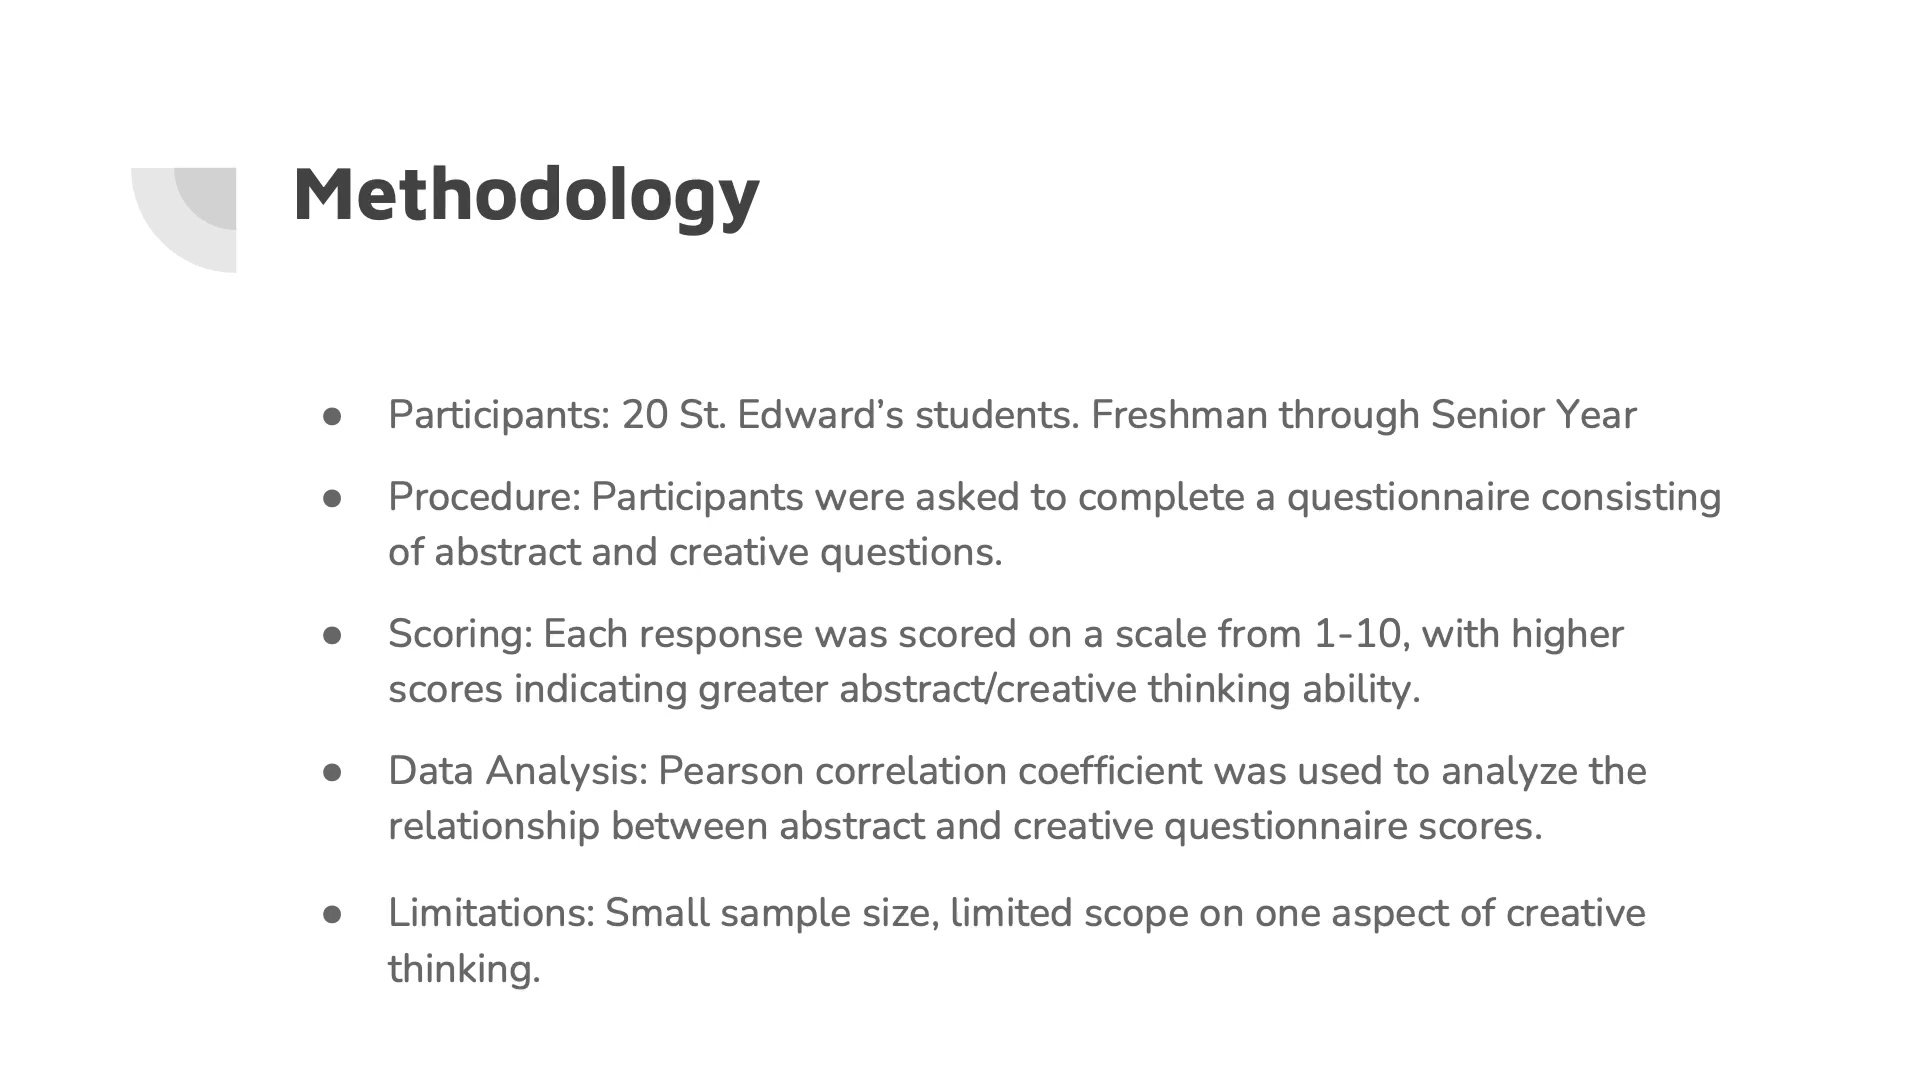 Methodology
● Participants: 20 St. Edward’s students. Freshman through Senior Year
● Procedure: Participants were asked to complete a questionnaire consisting
of abstract and creative questions.
● Scoring: Each response was scored on a scale from 1-10, with higher
scores indicating greater abstract/creative thinking ability.
● Data Analysis: Pearson correlation coefficient was used to analyze the
relationship between abstract and creative questionnaire scores.
● Limitations: Small sample size, limited scope on one aspect of creative
thinking.